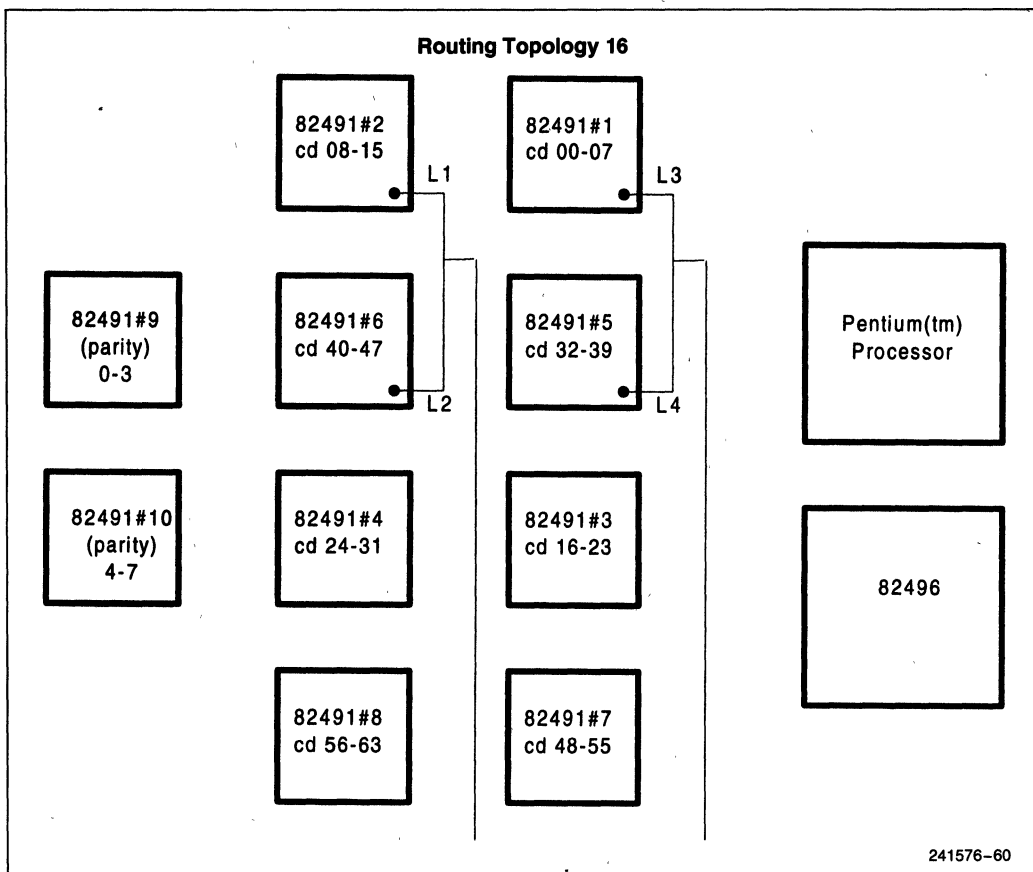 Routing Topology 16
82491#2
cd 08-15
L1
82491#1
cd 00-07
L3
82491#9
(parity)
0-3
82491#6
cd 40-47
L2
82491#5
cd 32-39
L4
Pentium(tm)
Processor
82491#10
(parity)
4-7
82491#4
cd 24-31
82491#3
cd 16-23
82496
82491#8
cd 56-63
82491#7
cd 48-55
241576-60